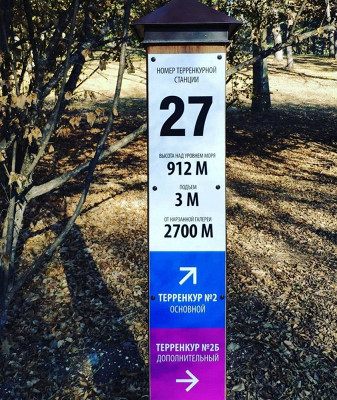 НОМЕР ТЕРРЕНКУРНОЙ
СТАНЦИИ
27
ВЫСОТА НАД УРОВНЕМ МОРЯ
912 М
ПОДЪЕМ
3 М
ОТ НАРЗАННОЙ ГАЛЕРЕИ
2700 М
ТЕРРЕНКУР №2
ОСНОВНОЙ
ТЕРРЕНКУР №2Б
ДОПОЛНИТЕЛЬНЫЙ